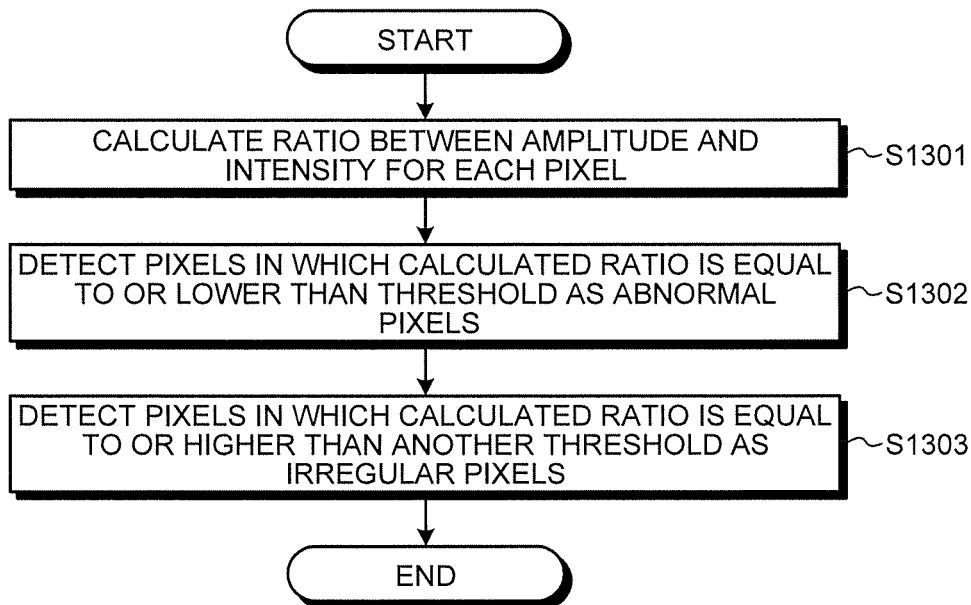 START
CALCULATE RATIO BETWEEN AMPLITUDE AND
INTENSITY FOR EACH PIXEL
S1301
DETECT PIXELS IN WHICH CALCULATED RATIO IS EQUAL
TO OR LOWER THAN THRESHOLD AS ABNORMAL
PIXELS
S1302
DETECT PIXELS IN WHICH CALCULATED RATIO IS EQUAL
TO OR HIGHER THAN ANOTHER THRESHOLD AS
IRREGULAR PIXELS
S1303
END